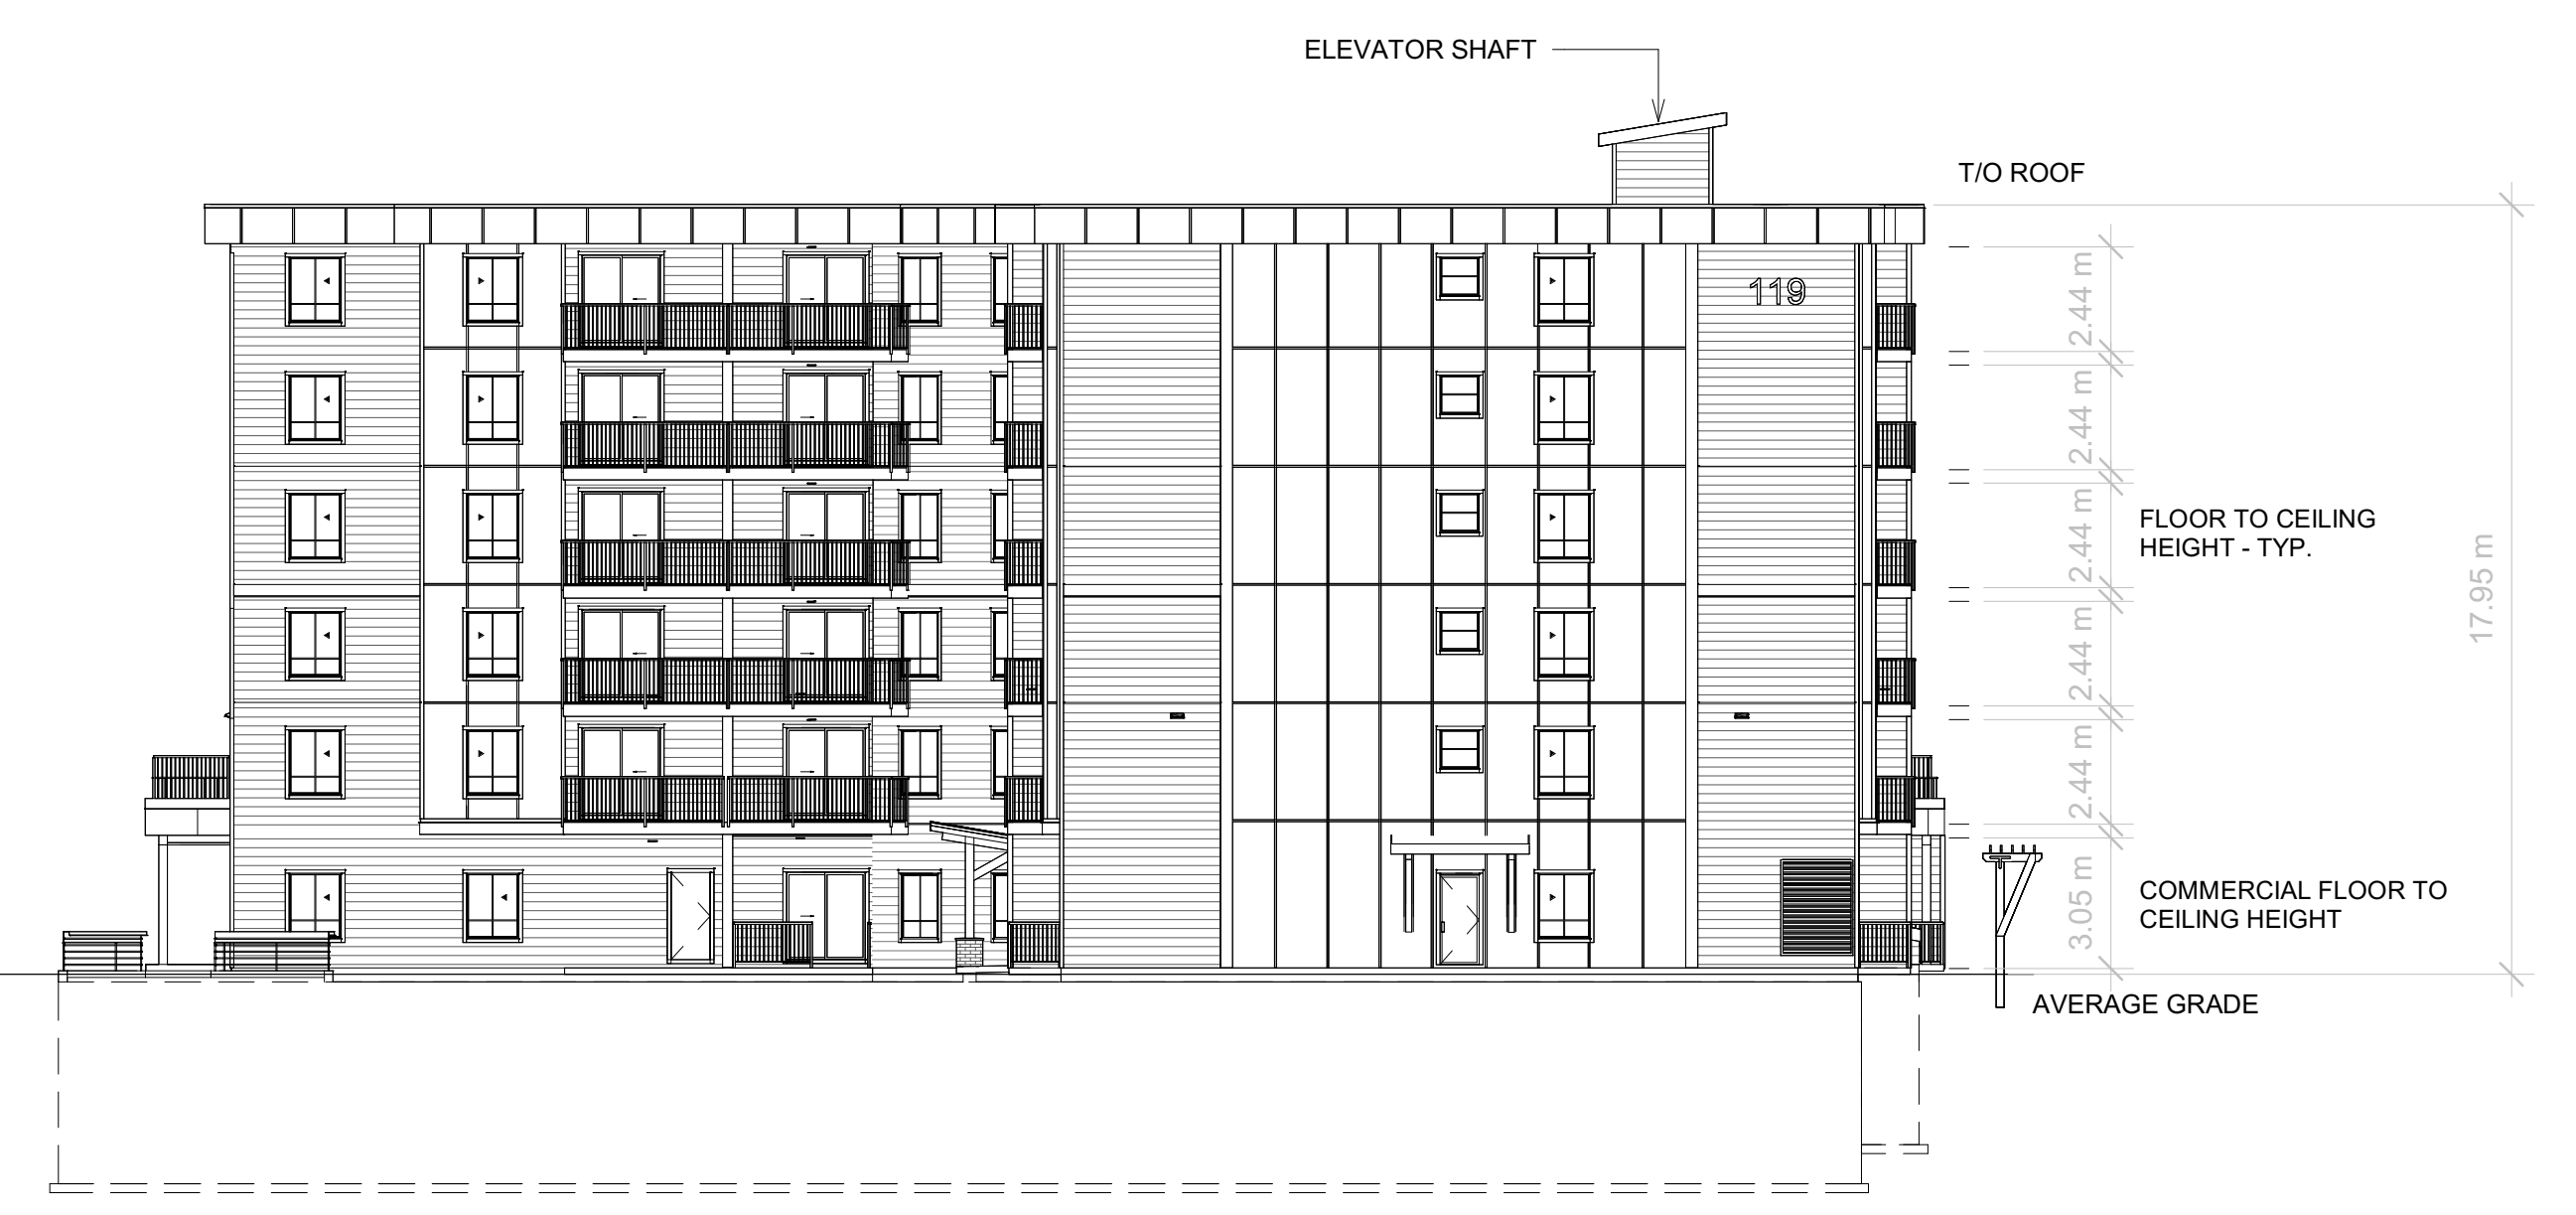 ELEVATOR SHAFT
T/O ROOF
119
2.44 m
2.44 m
2.44 m
FLOOR TO CEILING
HEIGHT - TYP.
17.95 m
2.44 m
2.44 m
3.05 m
COMMERCIAL FLOOR TO
CEILING HEIGHT
AVERAGE GRADE